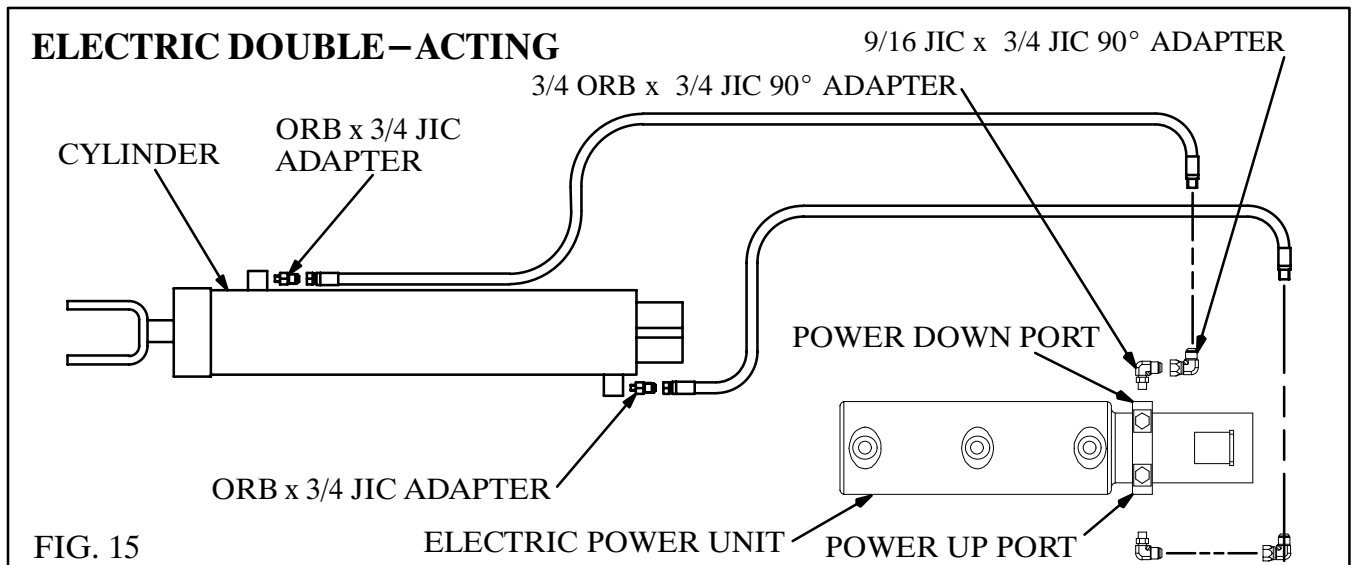 ELECTRIC DOUBLE–ACTING
9/16 JIC x 3/4 JIC 90° ADAPTER
3/4 ORB x 3/4 JIC 90° ADAPTER
ORB x 3/4 JIC
ADAPTER
CYLINDER
POWER DOWN PORT
ORB x 3/4 JIC ADAPTER
ELECTRIC POWER UNIT
POWER UP PORT
FIG. 15